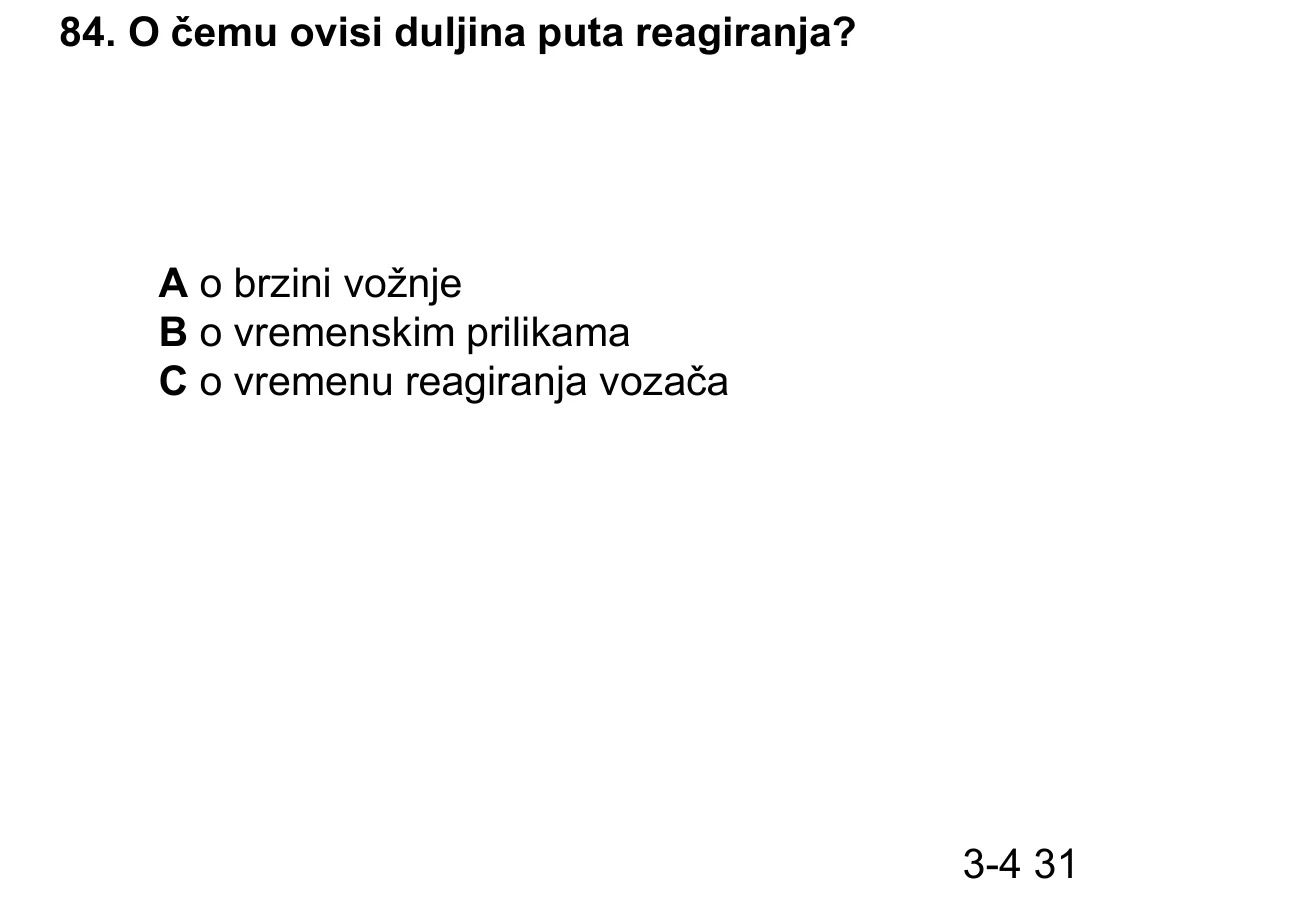 84. O čemu ovisi duljina puta reagiranja?
A o brzini vožnje
B o vremenskim prilikama
C o vremenu reagiranja vozača
3-4 31